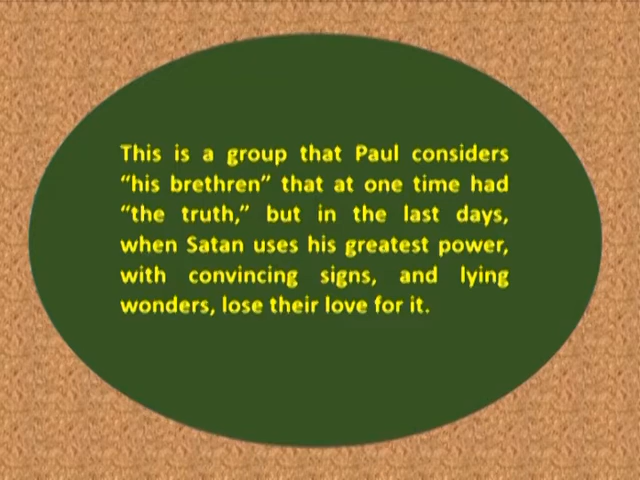 This is a group that Paul considers
“his brethren” that at one time had
“the truth,” but in the last days,
when Satan uses his greatest power,
with convincing signs, and lying
wonders, lose their love for it.